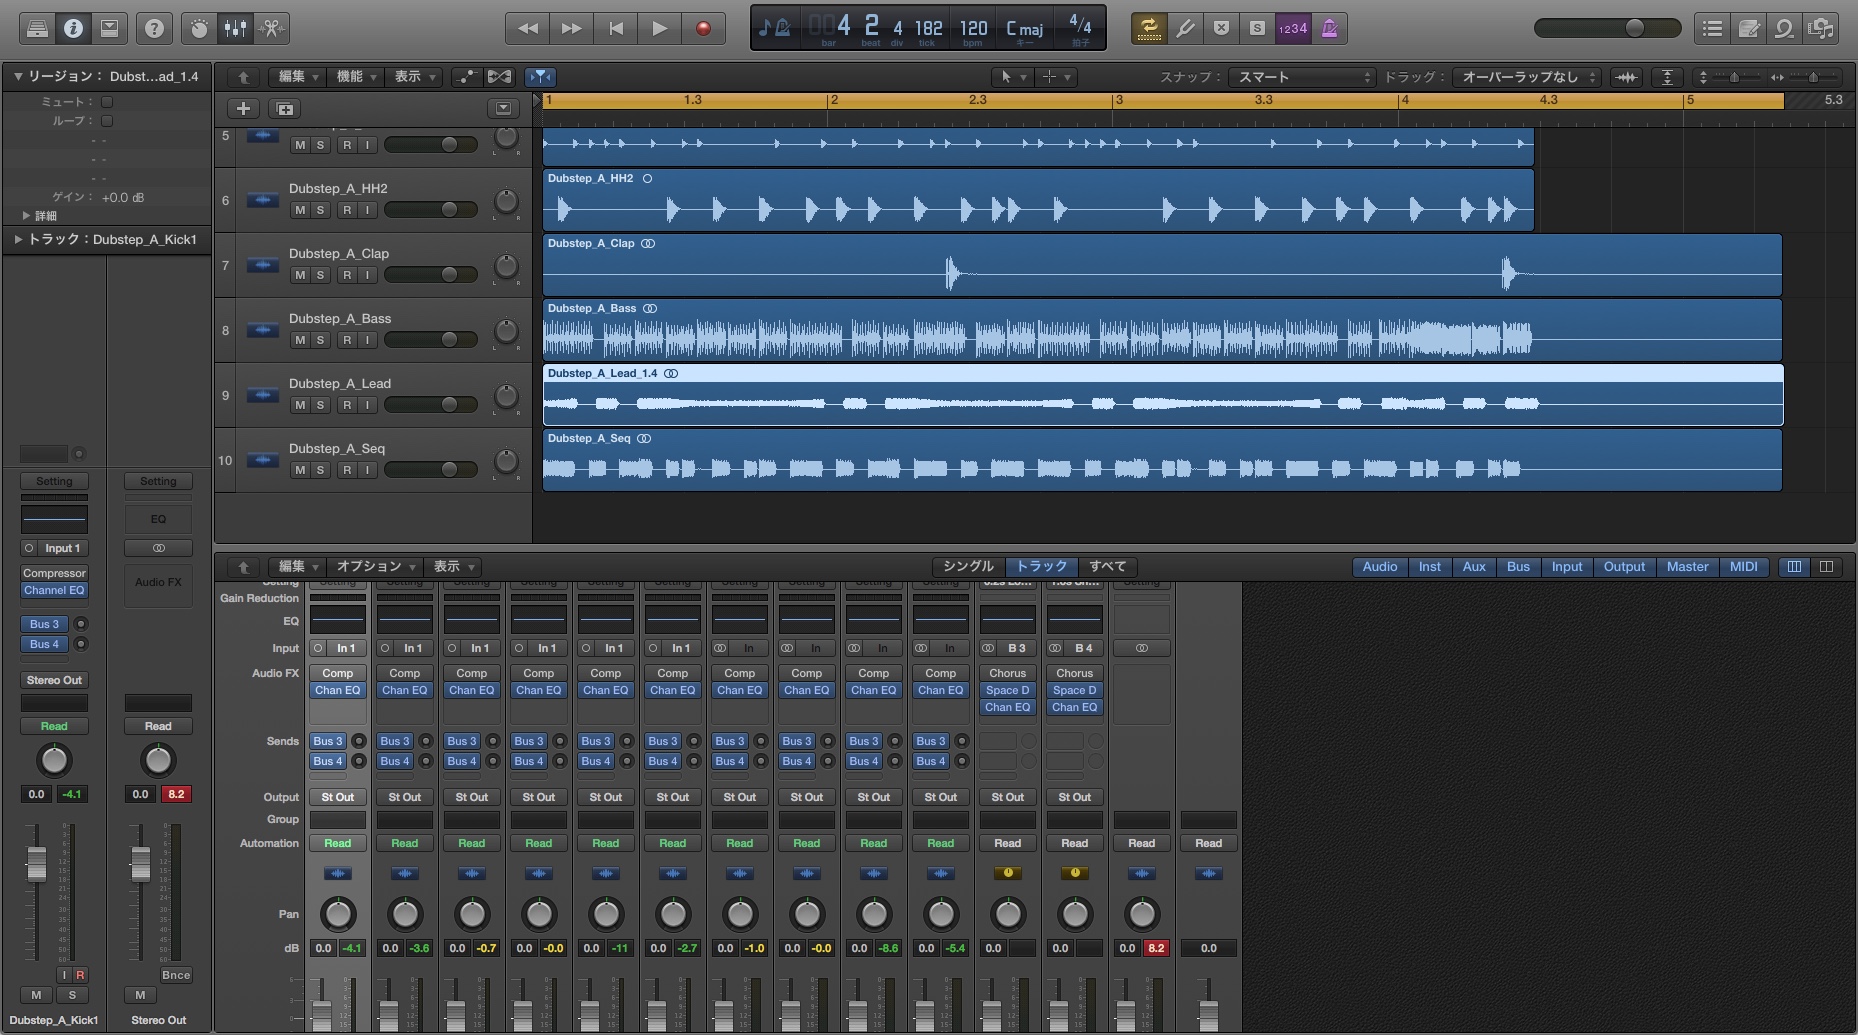 4 2 4 182 120 C maj 4/4
bar beat div tick bpm キー 拍子
S 1234
リージョン： Dubst...ad_1.4
ミュート：
ループ：
- -
- -
- -
ゲイン： +0.0 dB
詳細
トラック：Dubstep_A_Kick1
編集 機能 表示
スナップ： スマート ドラッグ： オーバーラップなし
1 1.3 2 2.3 3 3.3 4 4.3 5 5.3
5 M S R I
L R
6 Dubstep_A_HH2
M S R I
L R
Dubstep_A_HH2
7 Dubstep_A_Clap
M S R I
L R
Dubstep_A_Clap
8 Dubstep_A_Bass
M S R I
L R
Dubstep_A_Bass
9 Dubstep_A_Lead
M S R I
L R
Dubstep_A_Lead_1.4
10 Dubstep_A_Seq
M S R I
L R
Dubstep_A_Seq
Setting Setting
EQ
Input 1
Compressor
Channel EQ
Audio FX
Bus 3
Bus 4
Stereo Out
Read Read
0.0 -4.1 0.0 8.2
I R Bnce
M S M
Dubstep_A_Kick1 Stereo Out
編集 オプション 表示 シングル トラック すべて Audio Inst Aux Bus Input Output Master MIDI
Gain Reduction
EQ
Input In 1 In 1 In 1 In 1 In 1 In 1 In In In In B 3 B 4
Audio FX Comp Comp Comp Comp Comp Comp Comp Comp Comp Comp Chorus Chorus
Chan EQ Chan EQ Chan EQ Chan EQ Chan EQ Chan EQ Chan EQ Chan EQ Chan EQ Chan EQ Space D Space D
Chan EQ Chan EQ
Sends Bus 3 Bus 3 Bus 3 Bus 3 Bus 3 Bus 3 Bus 3 Bus 3 Bus 3 Bus 3
Bus 4 Bus 4 Bus 4 Bus 4 Bus 4 Bus 4 Bus 4 Bus 4 Bus 4 Bus 4
Output St Out St Out St Out St Out St Out St Out St Out St Out St Out St Out St Out St Out
Group
Automation Read Read Read Read Read Read Read Read Read Read Read Read Read Read
Pan
dB 0.0 -4.1 0.0 -3.6 0.0 -0.7 0.0 -0.0 0.0 -11 0.0 -2.7 0.0 -1.0 0.0 -0.0 0.0 -8.6 0.0 -5.4 0.0 0.0 0.0 8.2 0.0